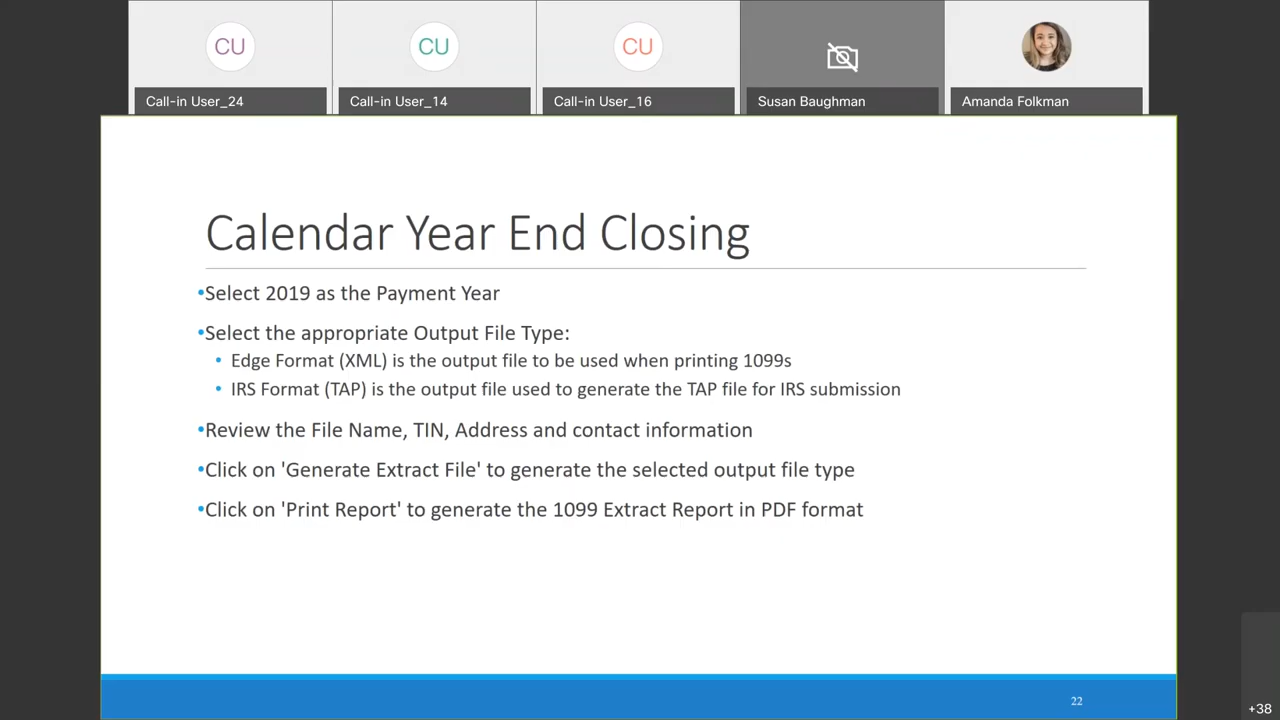 CU
CU
CU
Call-in User_24
Call-in User_14
Call-in User_16
Susan Baughman
Amanda Folkman
Calendar Year End Closing
•Select 2019 as the Payment Year
•Select the appropriate Output File Type:
• Edge Format (XML) is the output file to be used when printing 1099s
• IRS Format (TAP) is the output file used to generate the TAP file for IRS submission
•Review the File Name, TIN, Address and contact information
•Click on 'Generate Extract File' to generate the selected output file type
•Click on 'Print Report' to generate the 1099 Extract Report in PDF format
22
+38